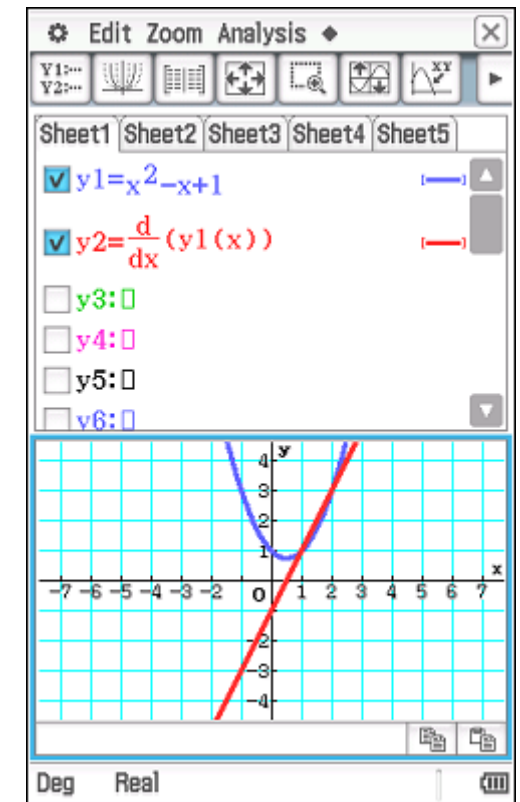 Edit Zoom Analysis ◆
Y1:··· Y2:··· XY
Sheet1 Sheet2 Sheet3 Sheet4 Sheet5
y1=x²-x+1
y2=d/dx(y1(x))
y3:▯
y4:▯
y5:▯
y6:▯
y
4
3
2
1
x
-7 -6 -5 -4 -3 -2 0 1 2 3 4 5 6 7
-2
-3
-4
Deg Real